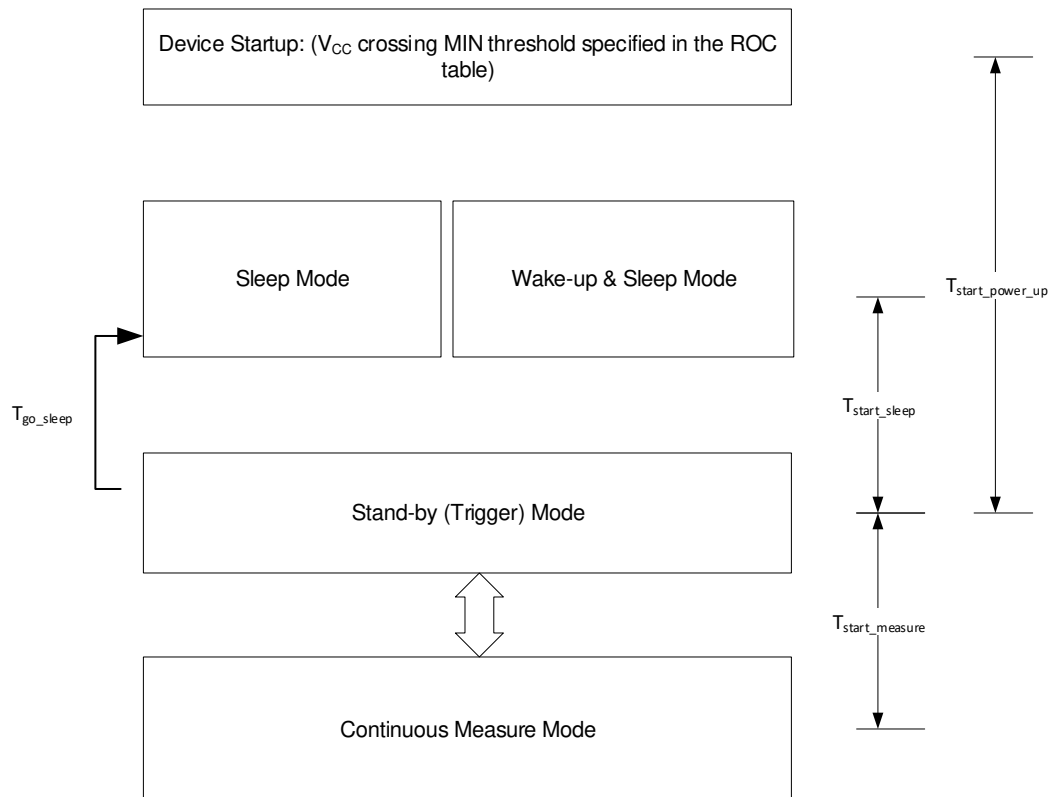 Device Startup: (VCC crossing MIN threshold specified in the ROC
table)
Tstart_power_up
Sleep Mode
Wake-up & Sleep Mode
Tgo_sleep
Tstart_sleep
Stand-by (Trigger) Mode
Tstart_measure
Continuous Measure Mode